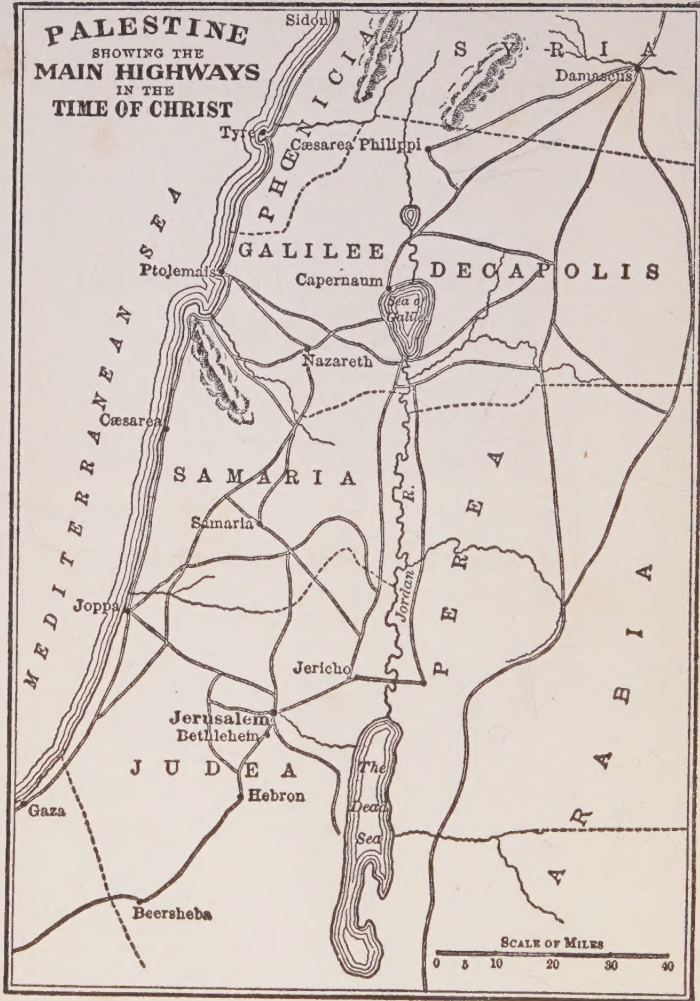 PALESTINE
SHOWING THE
MAIN HIGHWAYS
IN THE
TIME OF CHRIST
Sidon
SYRIA
Damascus
PHŒNICIA
Tyre
Cæsarea Philippi
MEDITERRANEAN SEA
GALILEE
Ptolemais
Capernaum
DECAPOLIS
Sea of
Galilee
Nazareth
Cæsarea
SAMARIA
Samaria
Jordan R.
PEREA
Joppa
Jericho
ARABIA
Jerusalem
Bethlehem
JUDEA
The
Dead
Sea
Hebron
Gaza
Beersheba
SCALE OF MILES
0 5 10 20 30 40